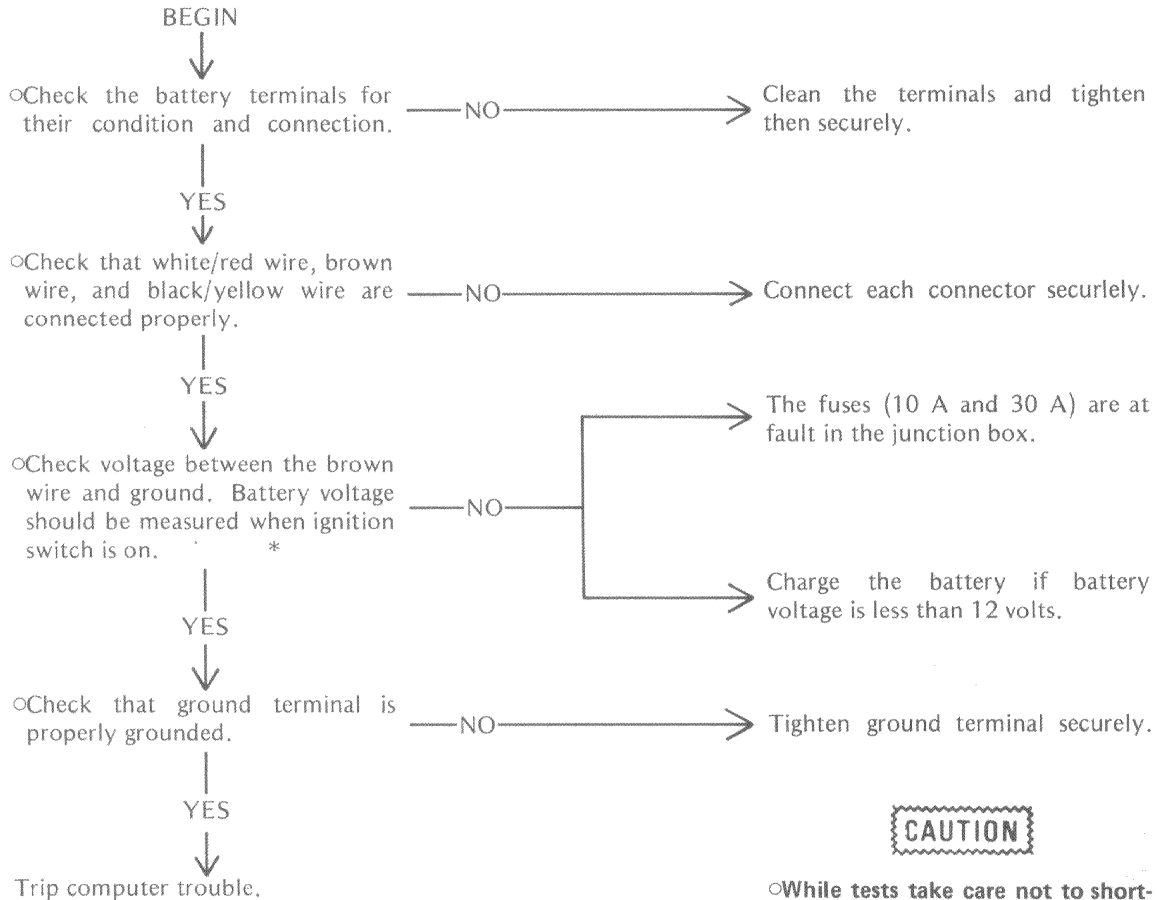 BEGIN
○Check the battery terminals for
their condition and connection.
NO
Clean the terminals and tighten
then securely.
YES
○Check that white/red wire, brown
wire, and black/yellow wire are
connected properly.
NO
Connect each connector securlely.
YES
○Check voltage between the brown
wire and ground. Battery voltage
should be measured when ignition
switch is on. *
NO
The fuses (10 A and 30 A) are at
fault in the junction box.
Charge the battery if battery
voltage is less than 12 volts.
YES
○Check that ground terminal is
properly grounded.
NO
Tighten ground terminal securely.
YES
Trip computer trouble.
CAUTION
○While tests take care not to short-